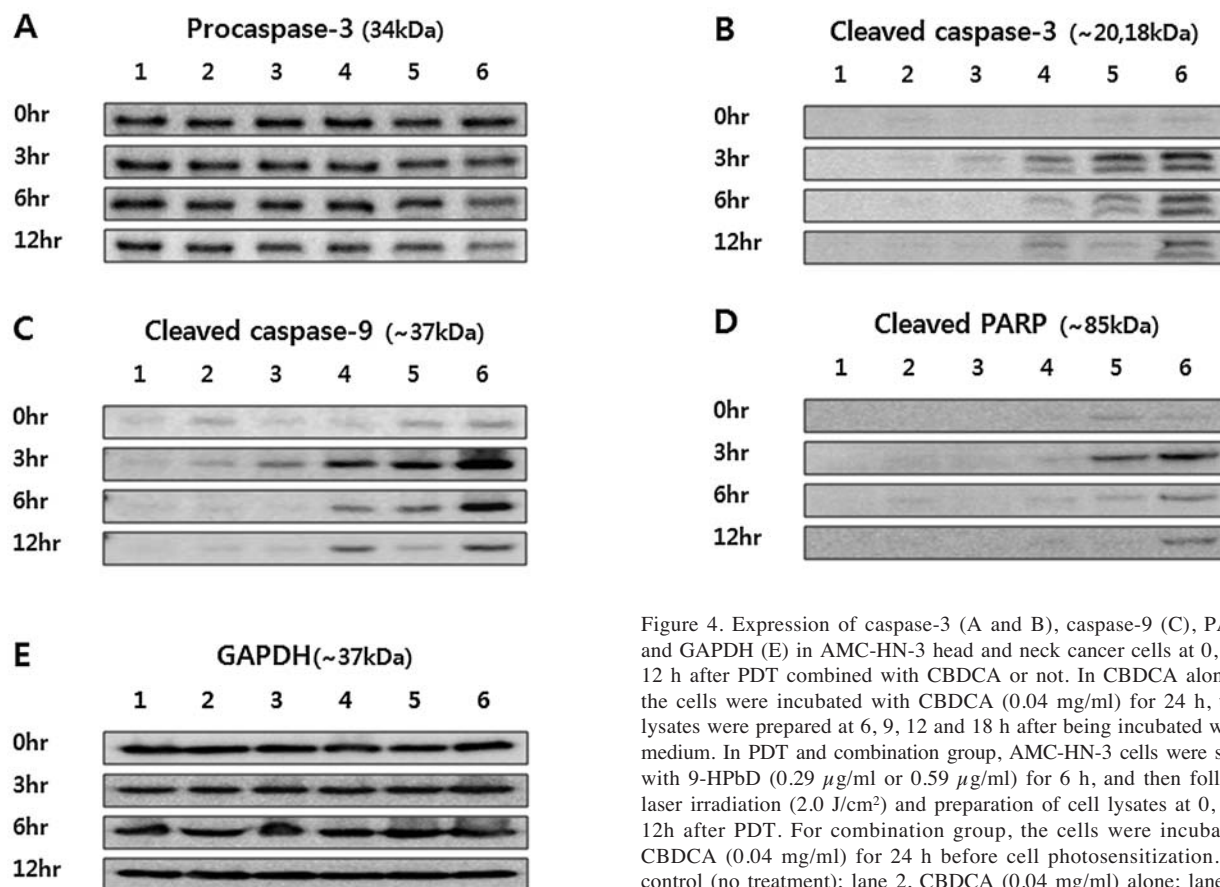 A
Procaspase-3 (34kDa)
1 2 3 4 5 6
0hr
3hr
6hr
12hr
B
Cleaved caspase-3 (~20,18kDa)
1 2 3 4 5 6
0hr
3hr
6hr
12hr
C
Cleaved caspase-9 (~37kDa)
1 2 3 4 5 6
0hr
3hr
6hr
12hr
D
Cleaved PARP (~85kDa)
1 2 3 4 5 6
0hr
3hr
6hr
12hr
E
GAPDH(~37kDa)
1 2 3 4 5 6
0hr
3hr
6hr
12hr
Figure 4. Expression of caspase-3 (A and B), caspase-9 (C), PA
and GAPDH (E) in AMC-HN-3 head and neck cancer cells at 0,
12 h after PDT combined with CBDCA or not. In CBDCA alon
the cells were incubated with CBDCA (0.04 mg/ml) for 24 h,
lysates were prepared at 6, 9, 12 and 18 h after being incubated w
medium. In PDT and combination group, AMC-HN-3 cells were s
with 9-HPbD (0.29 μg/ml or 0.59 μg/ml) for 6 h, and then foll
laser irradiation (2.0 J/cm²) and preparation of cell lysates at 0,
12h after PDT. For combination group, the cells were incuba
CBDCA (0.04 mg/ml) for 24 h before cell photosensitization.
control (no treatment); lane 2, CBDCA (0.04 mg/ml) alone; lane